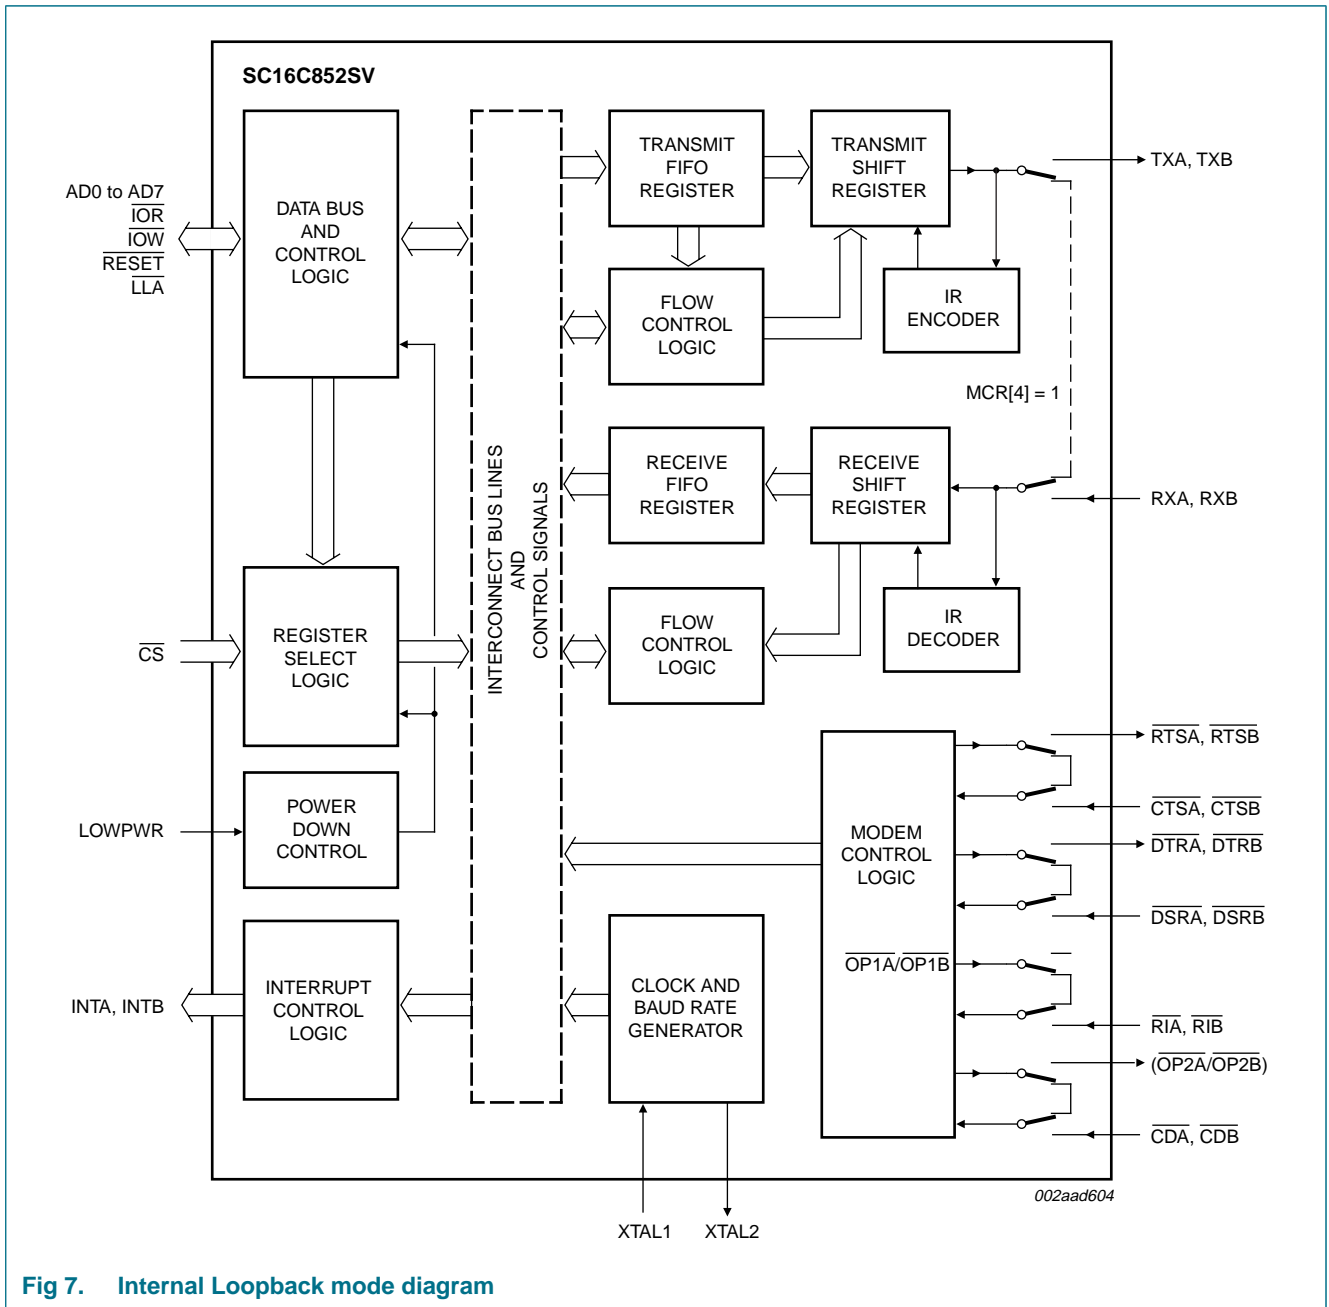 SC16C852SV
AD0 to AD7
IOR
IOW
RESET
LLA
DATA BUS
AND
CONTROL
LOGIC
CS
REGISTER
SELECT
LOGIC
LOWPWR
POWER
DOWN
CONTROL
INTA, INTB
INTERRUPT
CONTROL
LOGIC
INTERCONNECT BUS LINES
AND
CONTROL SIGNALS
TRANSMIT
FIFO
REGISTER
TRANSMIT
SHIFT
REGISTER
TXA, TXB
FLOW
CONTROL
LOGIC
IR
ENCODER
MCR[4] = 1
RECEIVE
FIFO
REGISTER
RECEIVE
SHIFT
REGISTER
RXA, RXB
FLOW
CONTROL
LOGIC
IR
DECODER
MODEM
CONTROL
LOGIC
OP1A/OP1B
RTSA, RTSB
CTSA, CTSB
DTRA, DTRB
DSRA, DSRB
RIA, RIB
(OP2A/OP2B)
CDA, CDB
CLOCK AND
BAUD RATE
GENERATOR
XTAL1
XTAL2
002aad604
Fig 7. Internal Loopback mode diagram